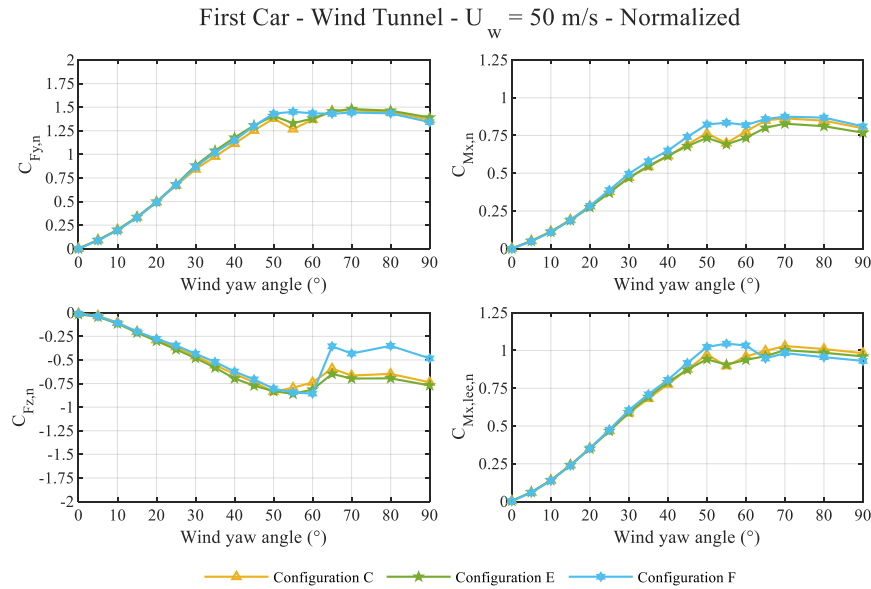 First Car - Wind Tunnel - U_w = 50 m/s - Normalized
2
1.75
1.5
1.25
1
0.75
0.5
0.25
0
C_Fy,n
0 10 20 30 40 50 60 70 80 90
Wind yaw angle (°)
1.25
1
0.75
0.5
0.25
0
C_Mx,n
0 10 20 30 40 50 60 70 80 90
Wind yaw angle (°)
0
-0.25
-0.5
-0.75
-1
-1.25
-1.5
-1.75
-2
C_Fz,n
0 10 20 30 40 50 60 70 80 90
Wind yaw angle (°)
1.25
1
0.75
0.5
0.25
0
C_Mx,lee,n
0 10 20 30 40 50 60 70 80 90
Wind yaw angle (°)
Configuration C Configuration E Configuration F